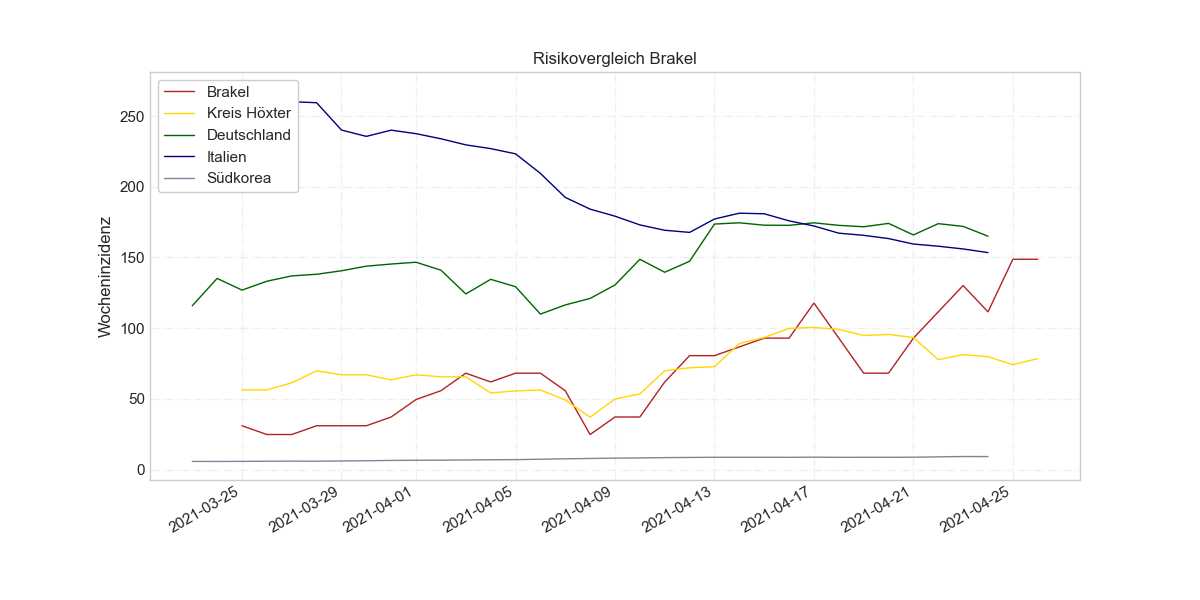 Risikovergleich Brakel
Brakel
Kreis Höxter
Deutschland
Italien
Südkorea
Wocheninzidenz
250
200
150
100
50
0
2021-03-25
2021-03-29
2021-04-01
2021-04-05
2021-04-09
2021-04-13
2021-04-17
2021-04-21
2021-04-25